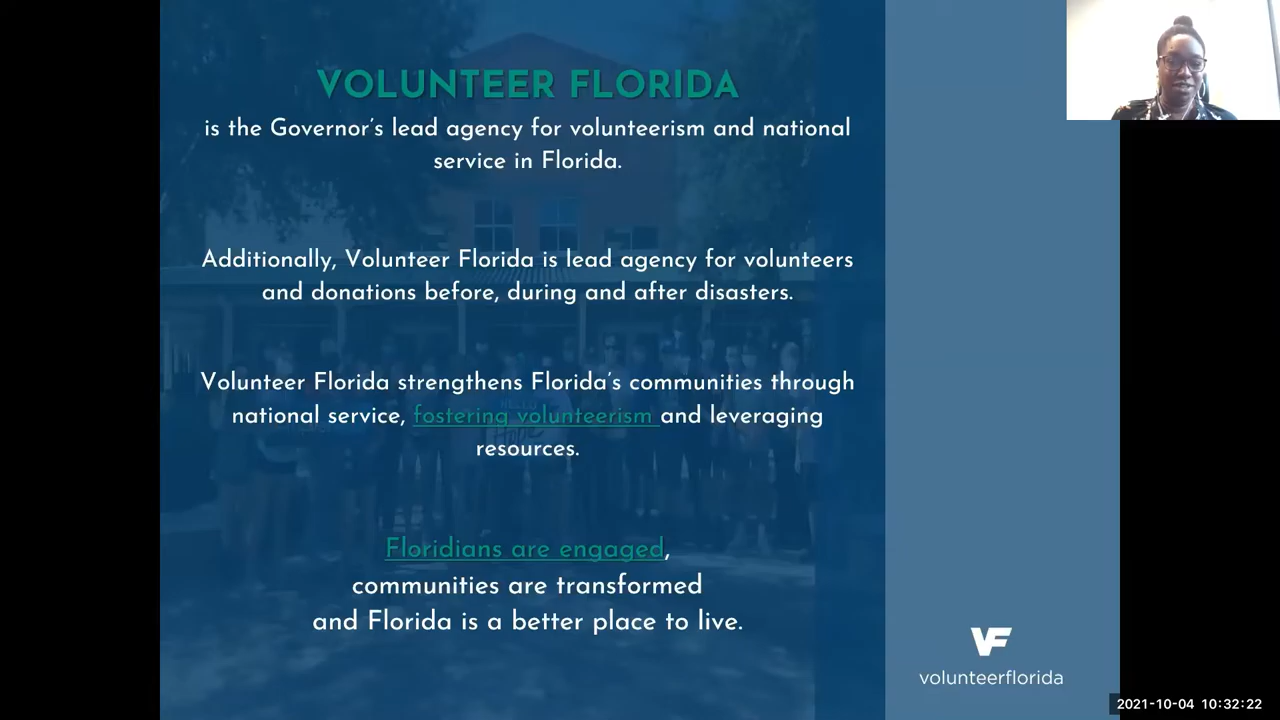 VOLUNTEER FLORIDA
is the Governor's lead agency for volunteerism and national
service in Florida.
Additionally, Volunteer Florida is lead agency for volunteers
and donations before, during and after disasters.
Volunteer Florida strengthens Florida's communities through
national service, fostering volunteerism and leveraging
resources.
Floridians are engaged,
communities are transformed
and Florida is a better place to live.
VF
volunteerflorida
2021-10-04 10:32:22